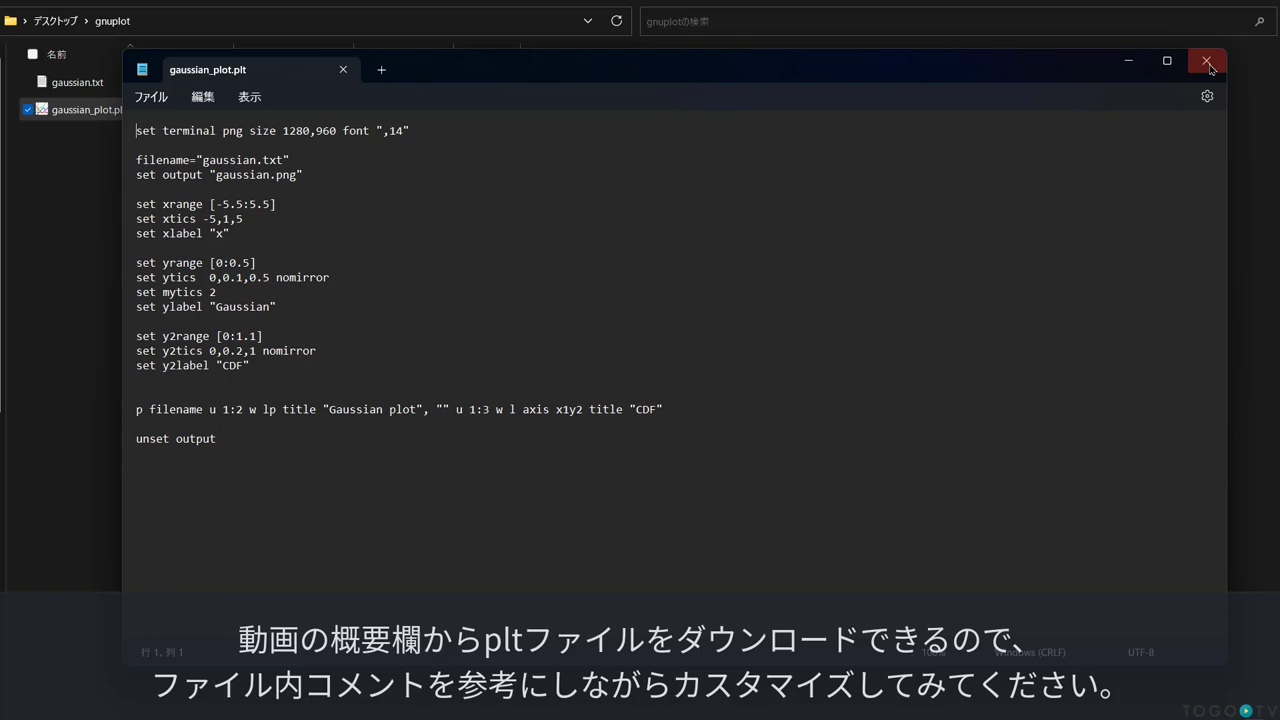 デスクトップ > gnuplot
gnuplotの検索
名前
gaussian.txt
gaussian_plot.pl
gaussian_plot.plt
ファイル 編集 表示
set terminal png size 1280,960 font ",14"
filename="gaussian.txt"
set output "gaussian.png"
set xrange [-5.5:5.5]
set xtics -5,1,5
set xlabel "x"
set yrange [0:0.5]
set ytics  0,0.1,0.5 nomirror
set mytics 2
set ylabel "Gaussian"
set y2range [0:1.1]
set y2tics 0,0.2,1 nomirror
set y2label "CDF"
p filename u 1:2 w lp title "Gaussian plot", "" u 1:3 w l axis x1y2 title "CDF"
unset output
動画の概要欄からpltファイルをダウンロードできるので、
ファイル内コメントを参考にしながらカスタマイズしてみてください。
行 1、列 1 100% Windows (CRLF) UTF-8
TOGO TV